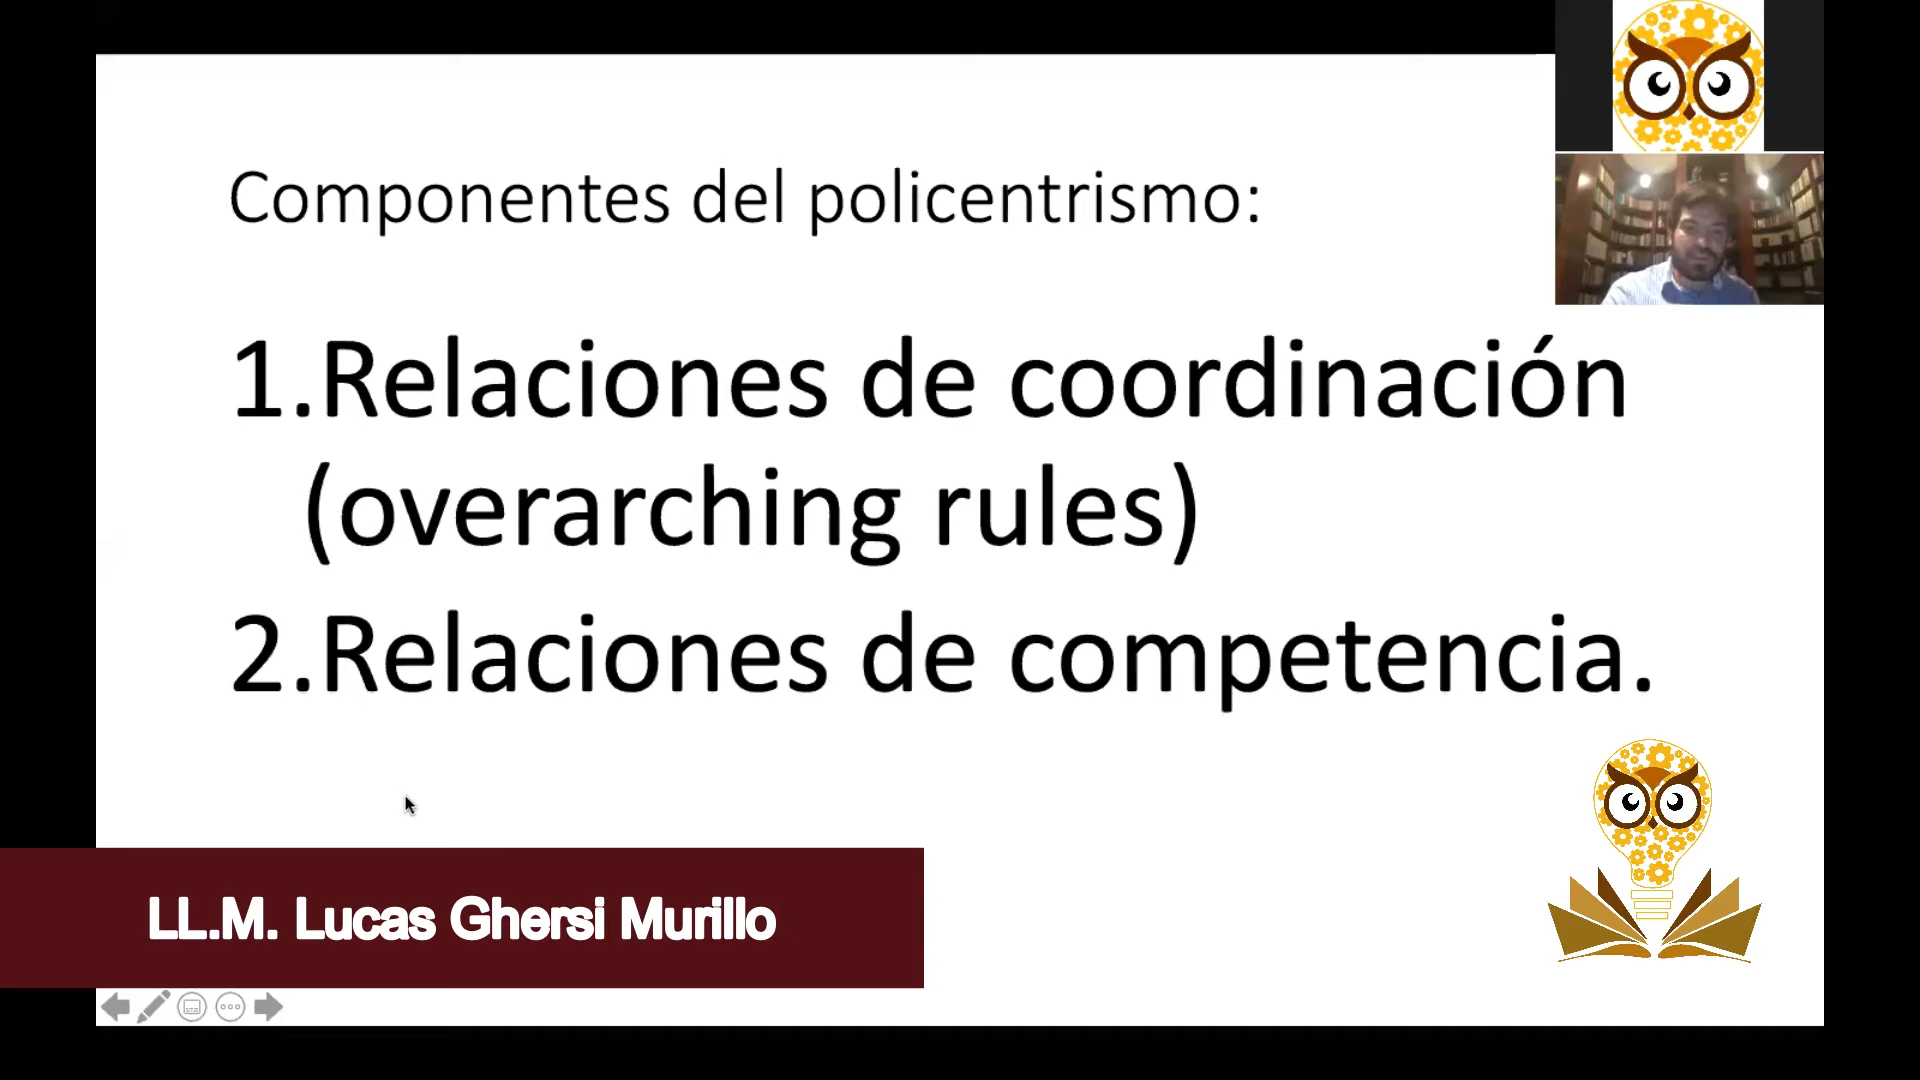 Componentes del policentrismo:
1.Relaciones de coordinación
(overarching rules)
2.Relaciones de competencia.
LL.M. Lucas Ghersi Murillo